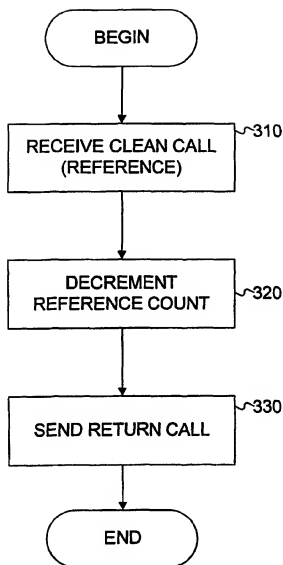 BEGIN
310
RECEIVE CLEAN CALL
(REFERENCE)
DECREMENT
REFERENCE COUNT
320
330
SEND RETURN CALL
END